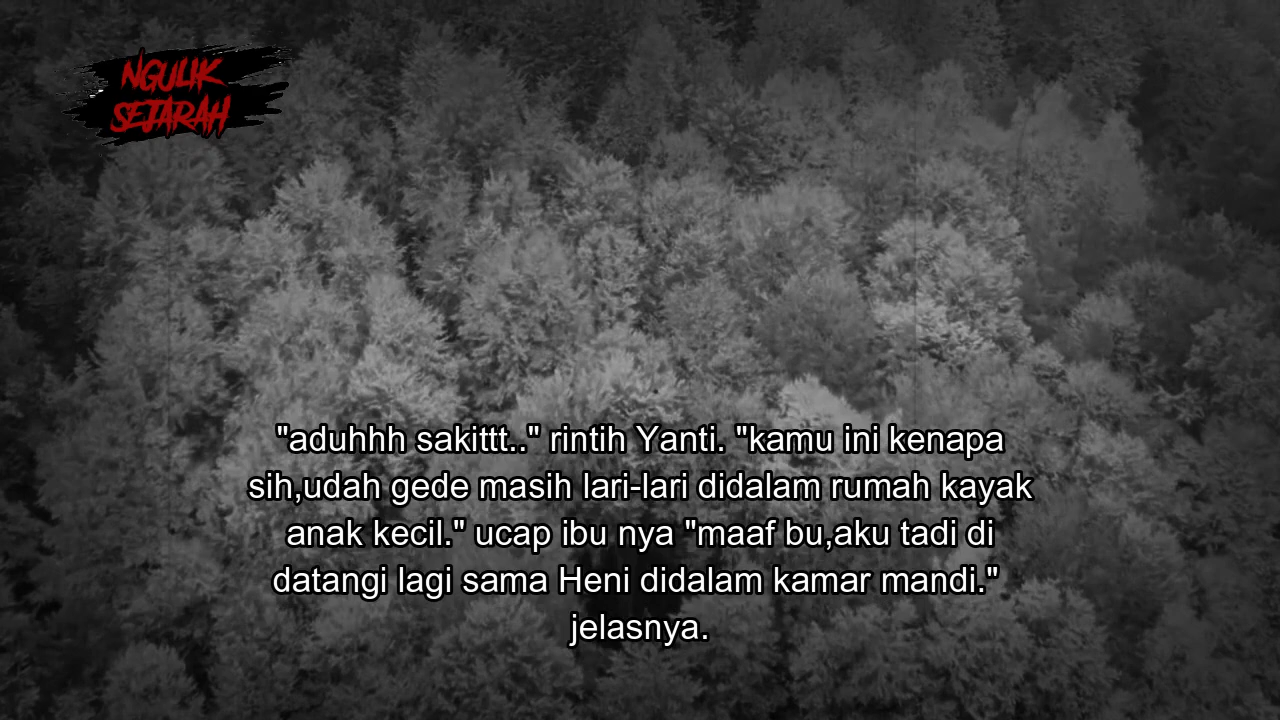 NGULIK
SEJARAH
"aduhhh sakittt.." rintih Yanti. "kamu ini kenapa
sih,udah gede masih lari-lari didalam rumah kayak
anak kecil." ucap ibu nya "maaf bu,aku tadi di
datangi lagi sama Heni didalam kamar mandi."
jelasnya.